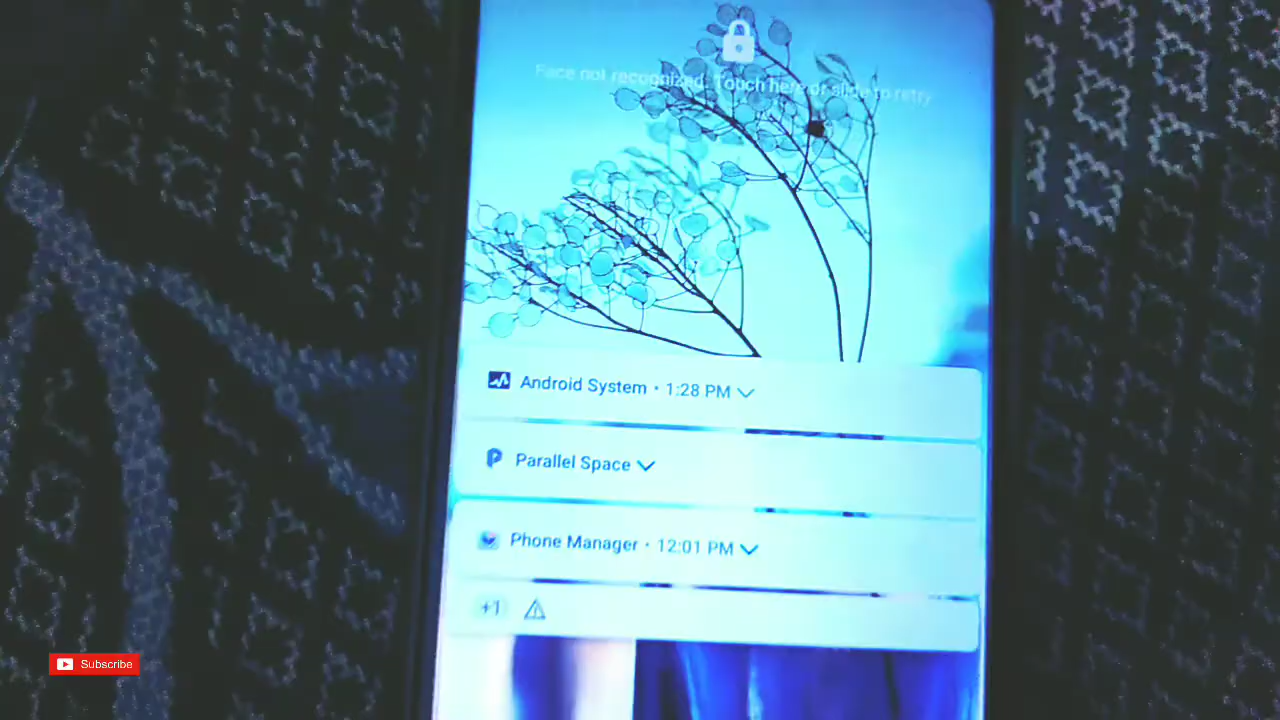 Face not recognized. Touch here or slide to retry
Android System • 1:28 PM
Parallel Space
Phone Manager • 12:01 PM
+1
Subscribe